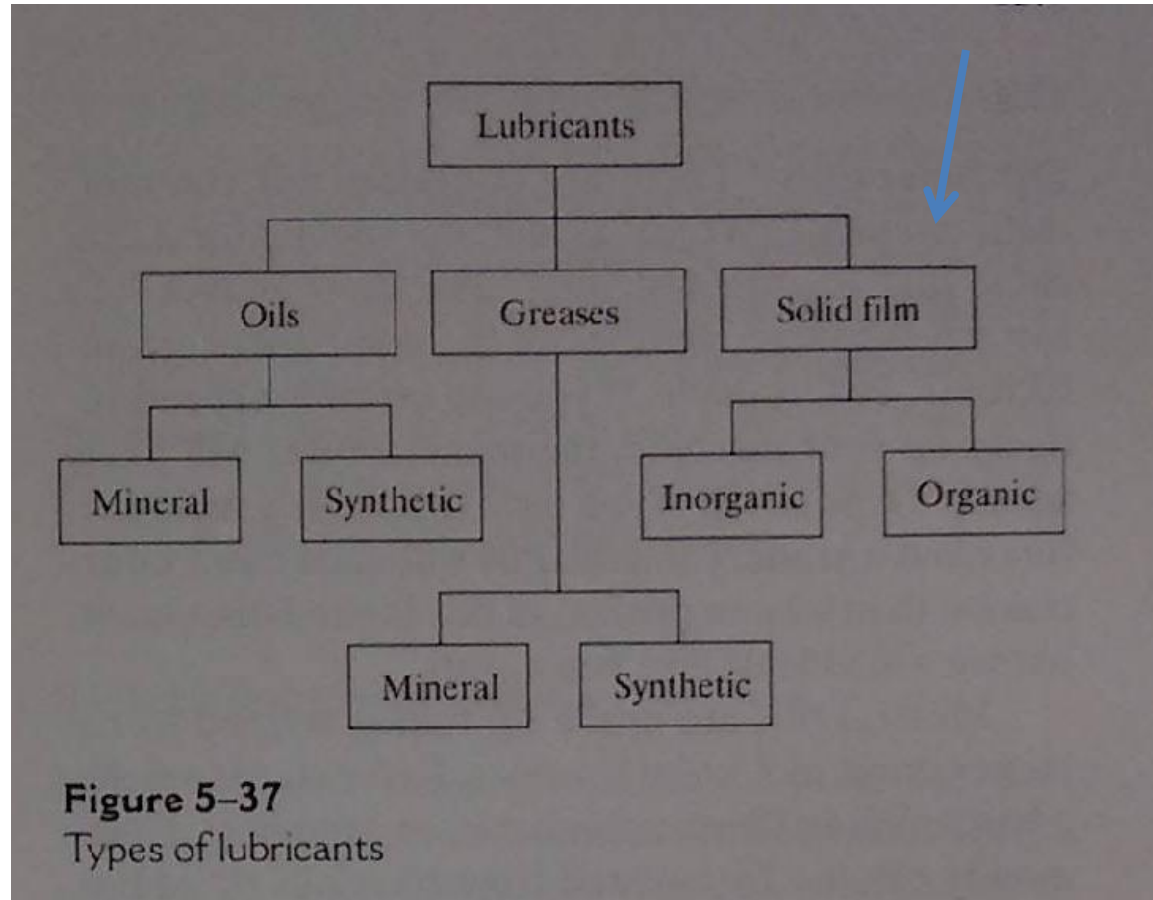 Lubricants
Oils
Greases
Solid film
Mineral
Synthetic
Inorganic
Organic
Mineral
Synthetic
Figure 5–37
Types of lubricants